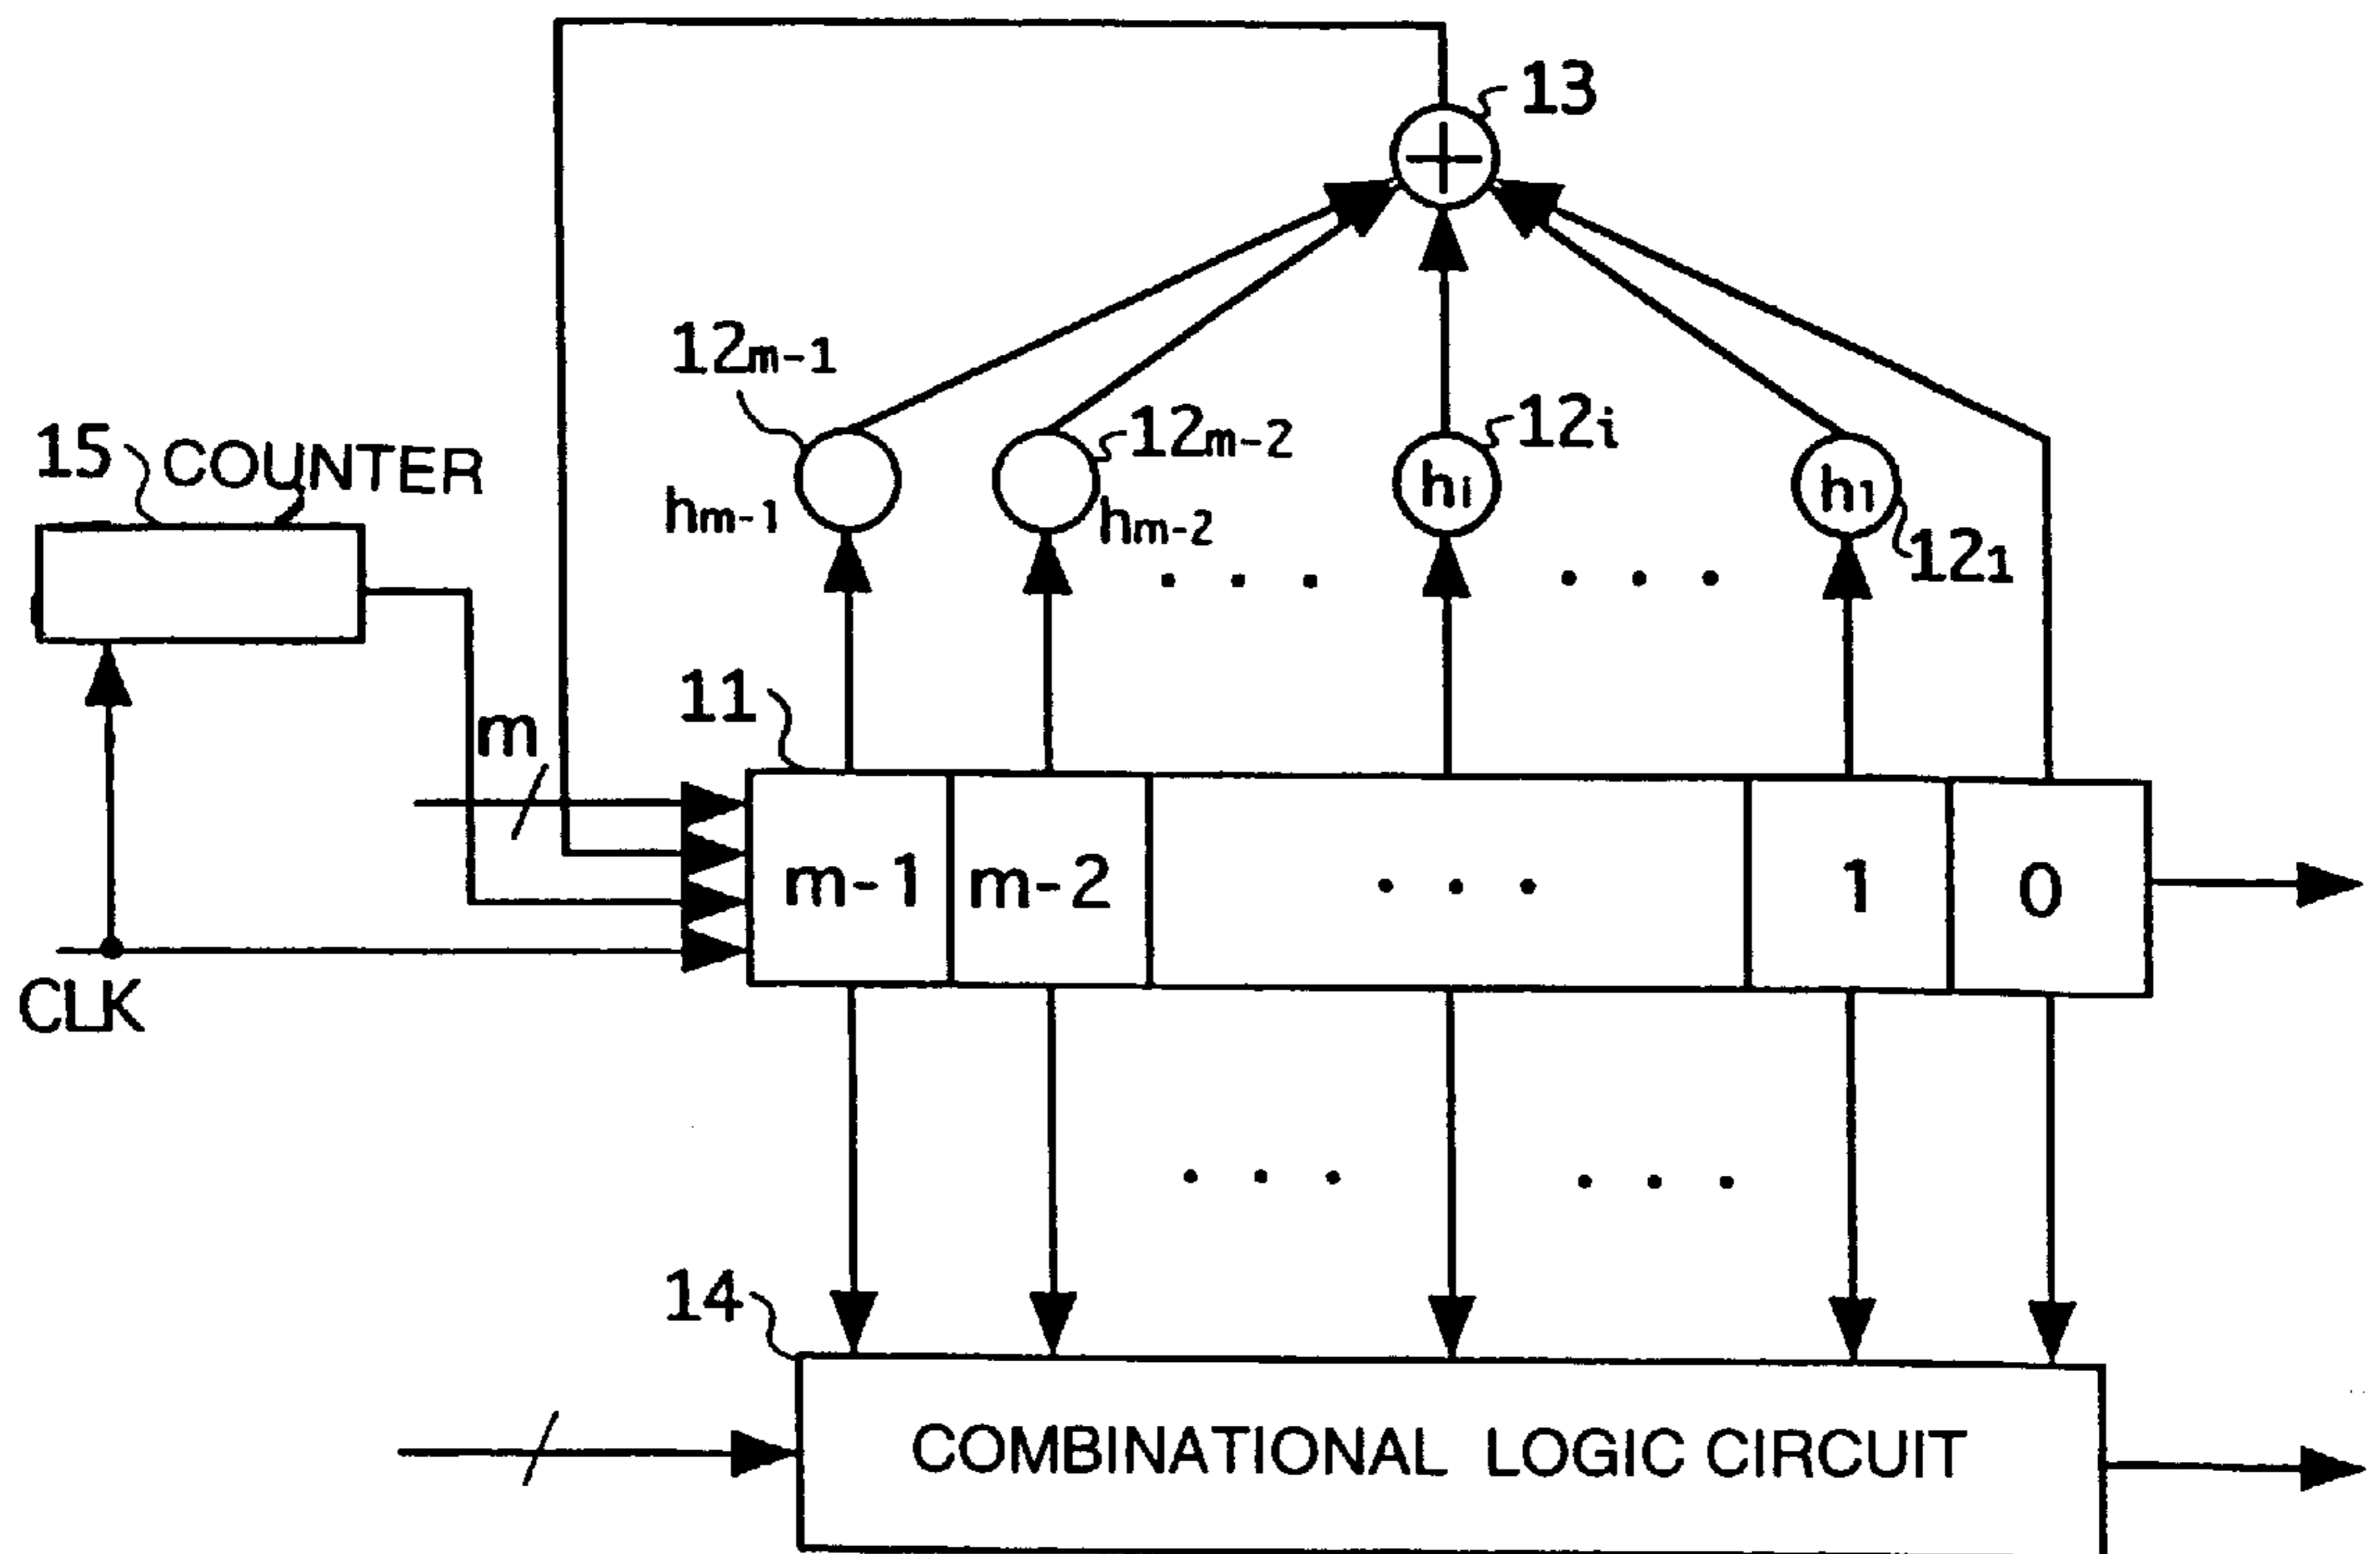 13
12m-1
15 COUNTER
12m-2
12i
hm-1
hm-2
hi
h1
121
11
m
m-1
m-2
1
0
CLK
14
COMBINATIONAL LOGIC CIRCUIT